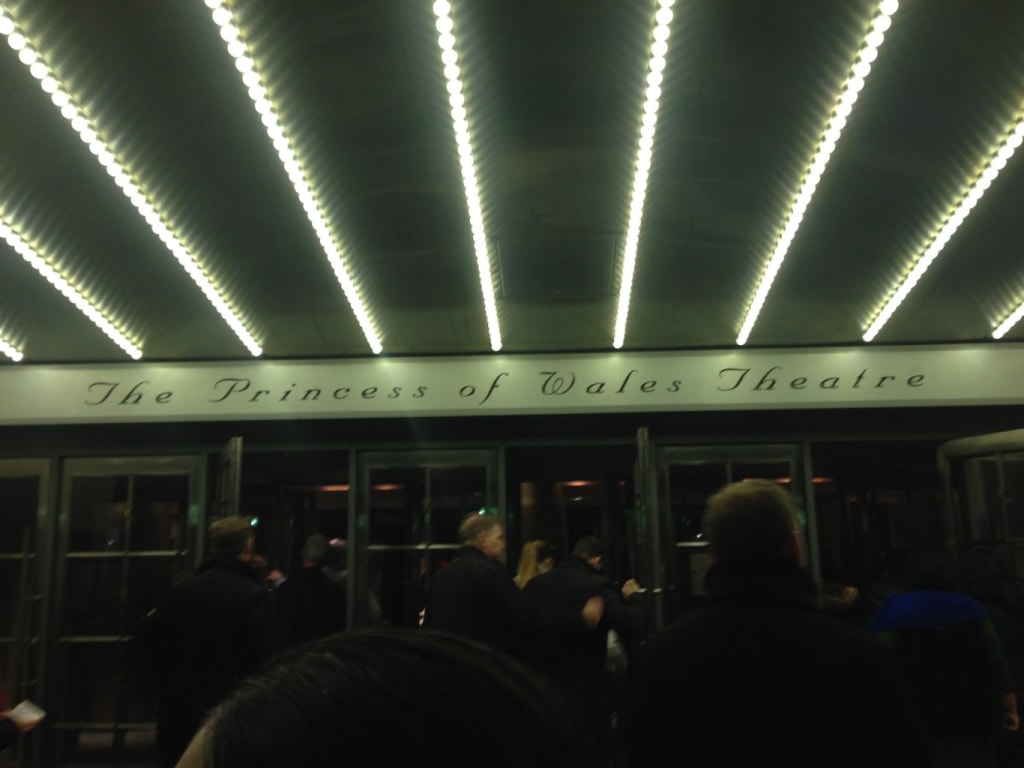 The Princess of Wales Theatre